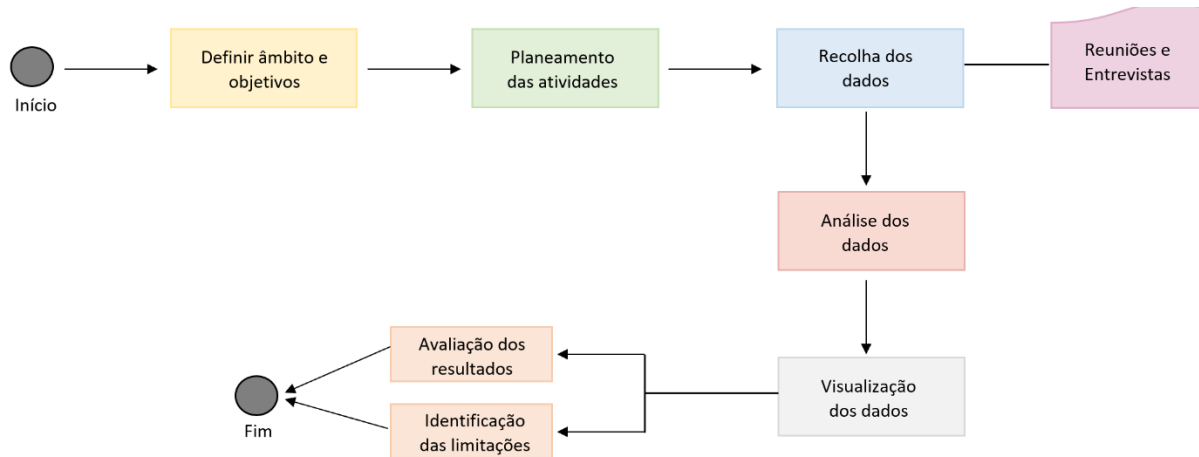 Início
Definir âmbito e
objetivos
Planeamento
das atividades
Recolha dos
dados
Reuniões e
Entrevistas
Análise dos
dados
Visualização
dos dados
Avaliação dos
resultados
Identificação
das limitações
Fim